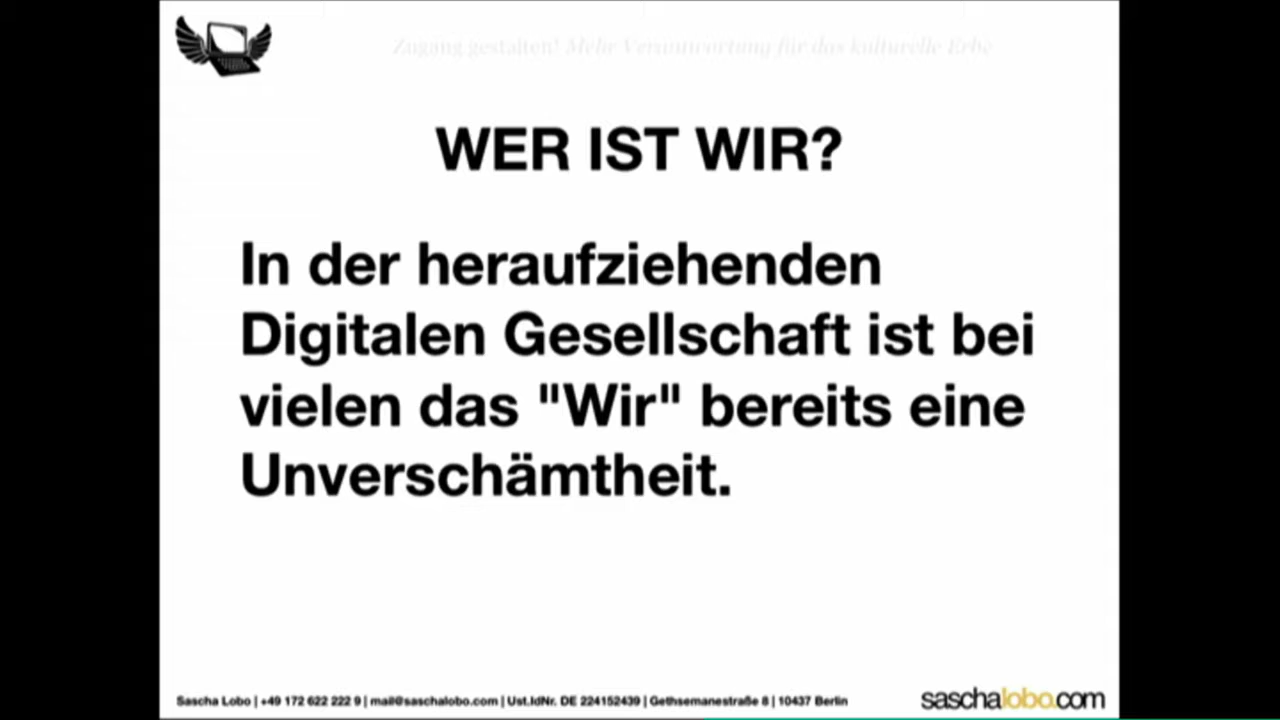 Zugang gestalten! Mehr Verantwortung für das kulturelle Erbe
WER IST WIR?
In der heraufziehenden
Digitalen Gesellschaft ist bei
vielen das "Wir" bereits eine
Unverschämtheit.
Sascha Lobo | +49 172 622 222 9 | mail@saschalobo.com | Ust.IdNr. DE 224152439 | Gethsemanestraße 8 | 10437 Berlin
saschalobo.com